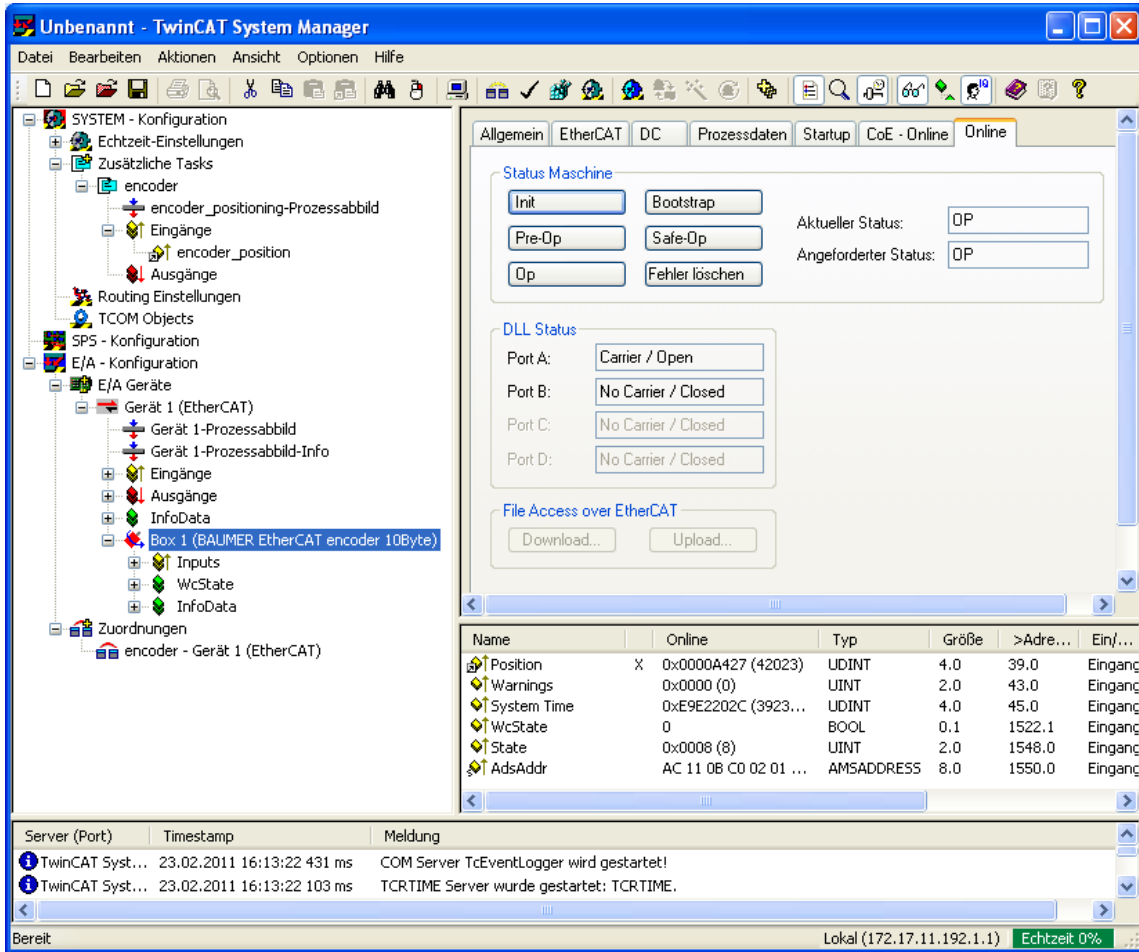 Unbenannt - TwinCAT System Manager
Datei Bearbeiten Aktionen Ansicht Optionen Hilfe
SYSTEM - Konfiguration
Echtzeit-Einstellungen
Zusätzliche Tasks
encoder
encoder_positioning-Prozessabbild
Eingänge
encoder_position
Ausgänge
Routing Einstellungen
TCOM Objects
SPS - Konfiguration
E/A - Konfiguration
E/A Geräte
Gerät 1 (EtherCAT)
Gerät 1-Prozessabbild
Gerät 1-Prozessabbild-Info
Eingänge
Ausgänge
InfoData
Box 1 (BAUMER EtherCAT encoder 10Byte)
Inputs
WcState
InfoData
Zuordnungen
encoder - Gerät 1 (EtherCAT)
Allgemein EtherCAT DC Prozessdaten Startup CoE - Online Online
Status Maschine
Init Bootstrap
Pre-Op Safe-Op
Op Fehler löschen
Aktueller Status: OP
Angeforderter Status: OP
DLL Status
Port A: Carrier / Open
Port B: No Carrier / Closed
Port C: No Carrier / Closed
Port D: No Carrier / Closed
File Access over EtherCAT
Download... Upload...
Name Online Typ Größe >Adre... Ein/...
Position X 0x0000A427 (42023) UDINT 4.0 39.0 Eingang
Warnings 0x0000 (0) UINT 2.0 43.0 Eingang
System Time 0xE9E2202C (3923... UDINT 4.0 45.0 Eingang
WcState 0 BOOL 0.1 1522.1 Eingang
State 0x0008 (8) UINT 2.0 1548.0 Eingang
AdsAddr AC 11 0B C0 02 01 ... AMSADDRESS 8.0 1550.0 Eingang
Server (Port) Timestamp Meldung
TwinCAT Syst... 23.02.2011 16:13:22 431 ms COM Server TcEventLogger wird gestartet!
TwinCAT Syst... 23.02.2011 16:13:22 103 ms TCRTIME Server wurde gestartet: TCRTIME.
Bereit Lokal (172.17.11.192.1.1) Echtzeit 0%